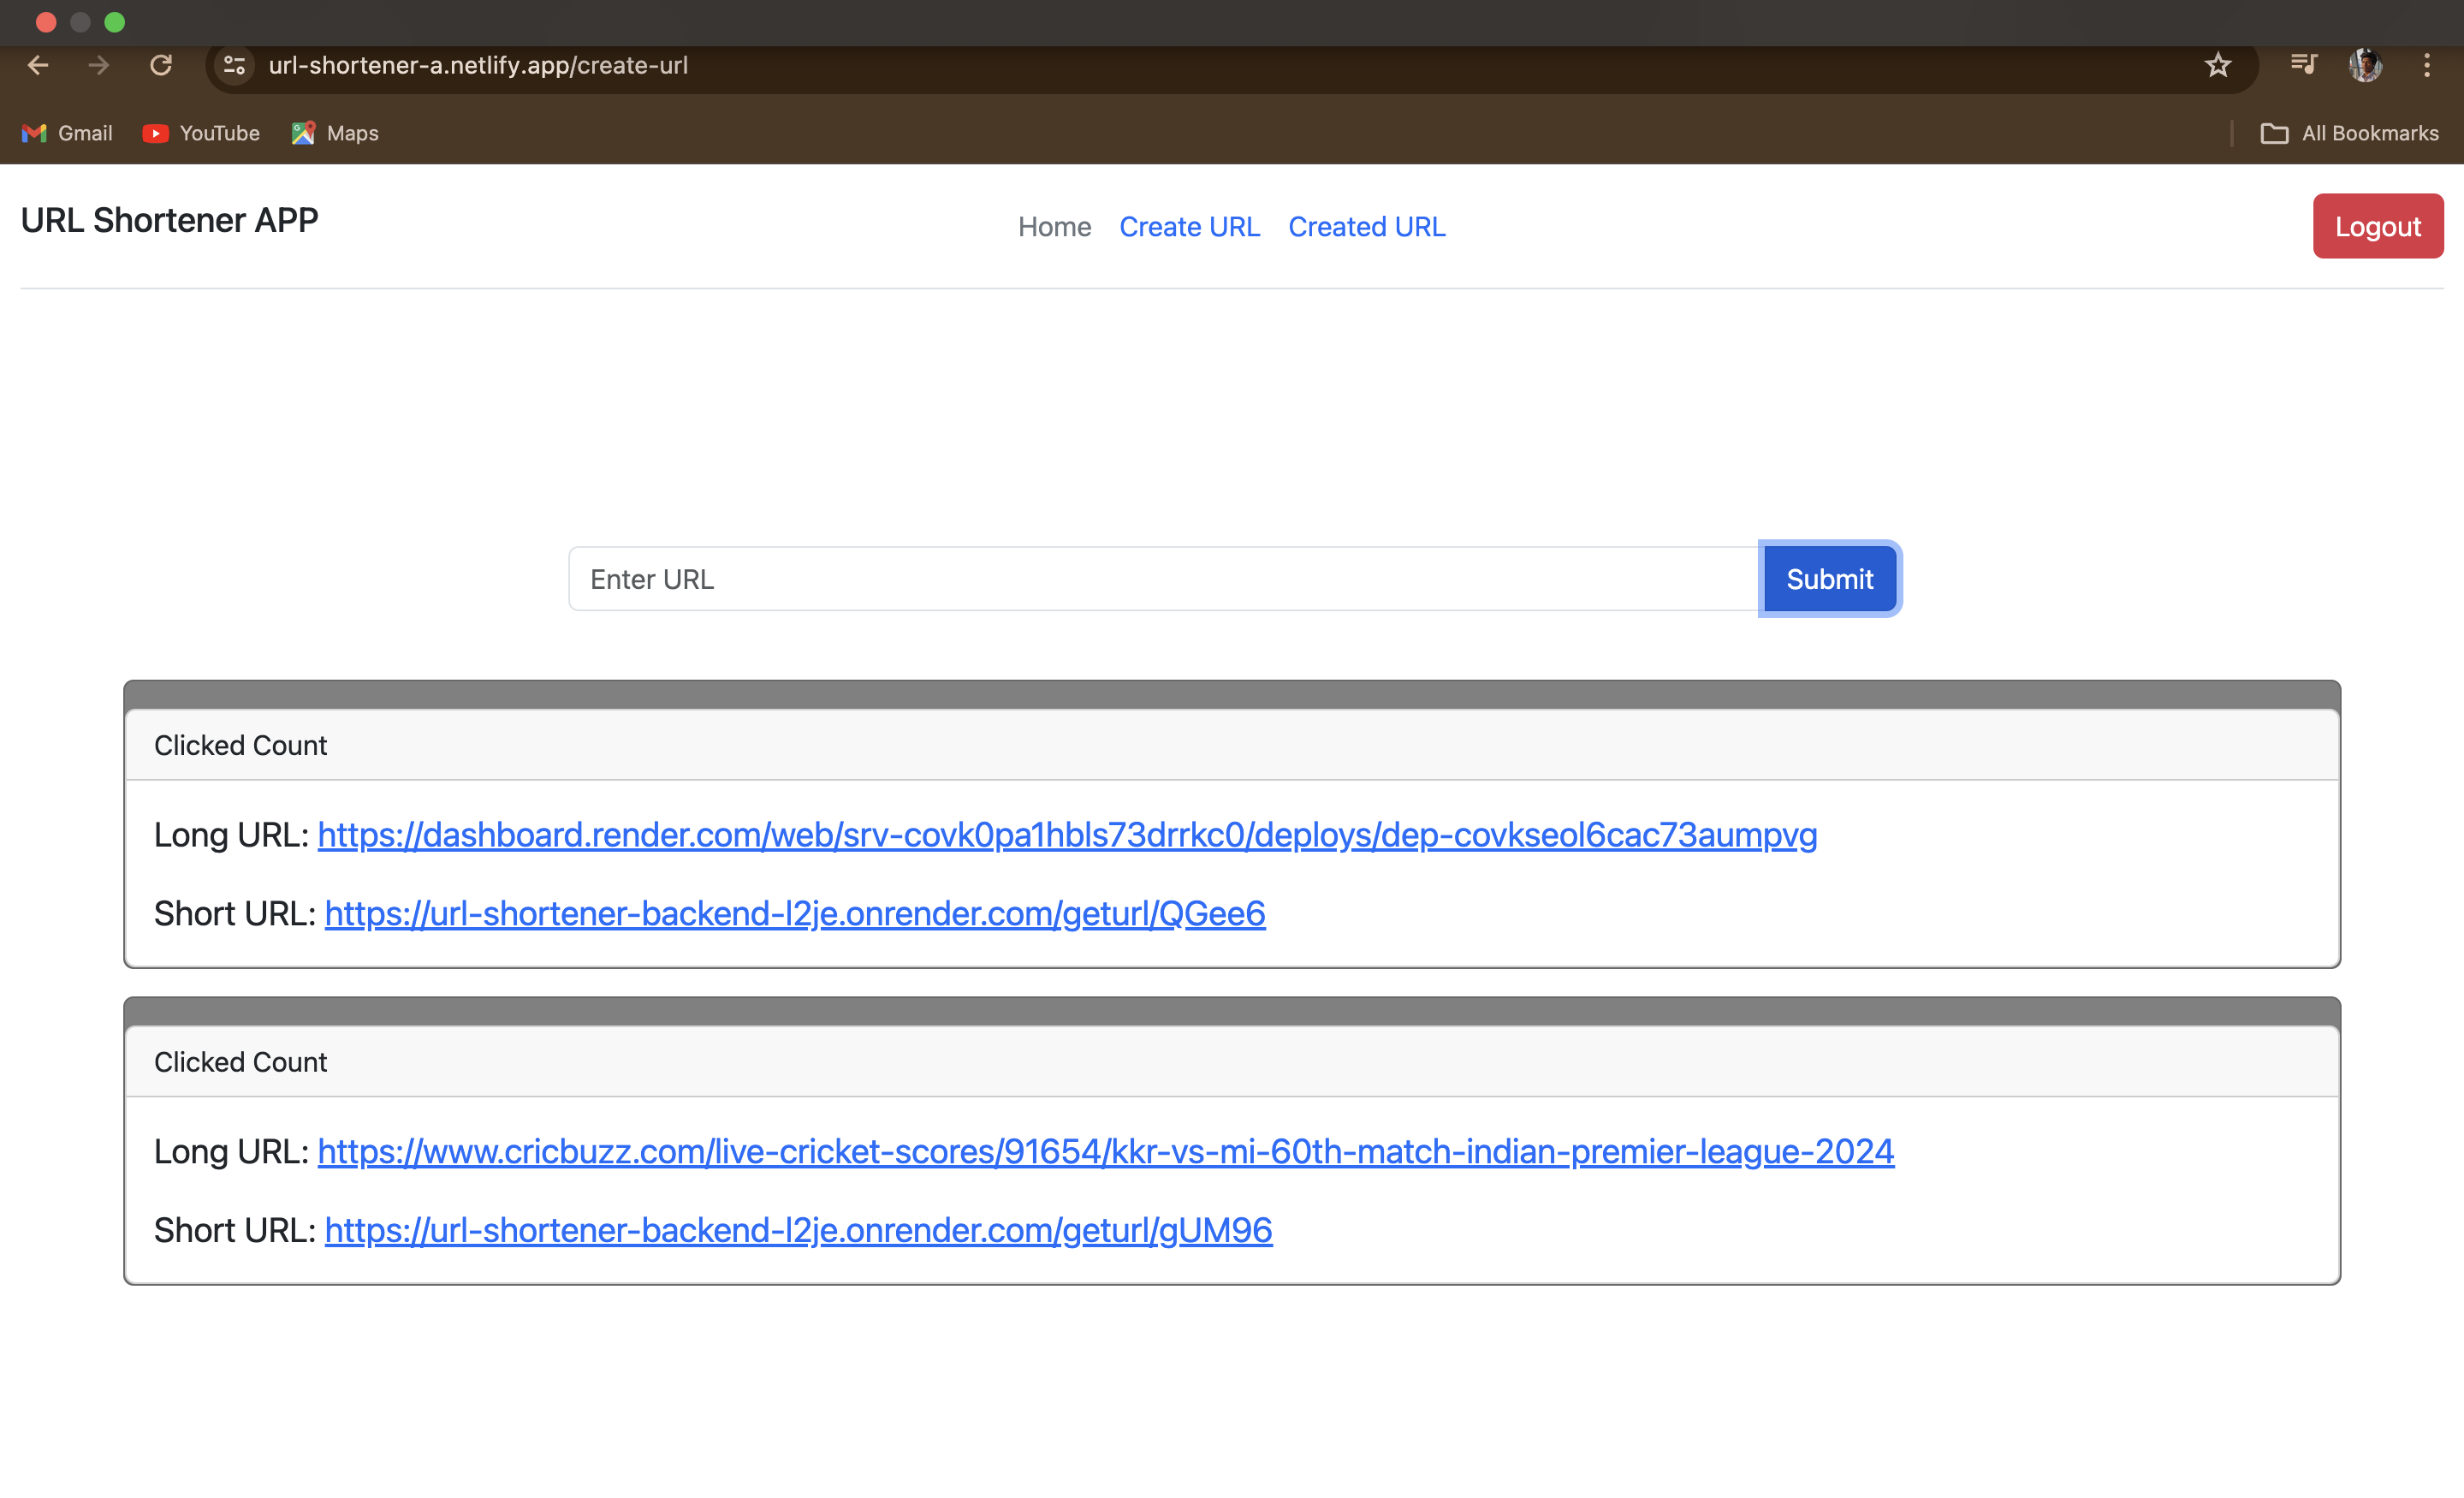 url-shortener-a.netlify.app/create-url
Gmail YouTube Maps All Bookmarks
URL Shortener APP Home Create URL Created URL Logout
Enter URL Submit
Clicked Count
Long URL: https://dashboard.render.com/web/srv-covk0pa1hbls73drrkc0/deploys/dep-covkseol6cac73aumpvg
Short URL: https://url-shortener-backend-l2je.onrender.com/geturl/QGee6
Clicked Count
Long URL: https://www.cricbuzz.com/live-cricket-scores/91654/kkr-vs-mi-60th-match-indian-premier-league-2024
Short URL: https://url-shortener-backend-l2je.onrender.com/geturl/gUM96